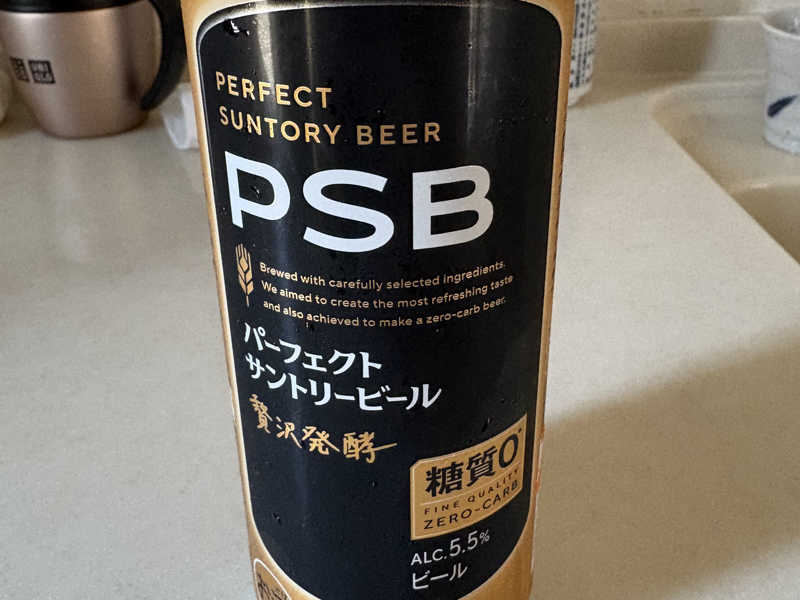 PERFECT
SUNTORY BEER
PSB
Brewed with carefully selected ingredients.
We aimed to create the most refreshing taste
and also achieved to make a zero-carb beer.
パーフェクト
サントリービール
贅沢発酵
糖質0*
FINE QUALITY
ZERO-CARB
ALC.5.5%
ビール